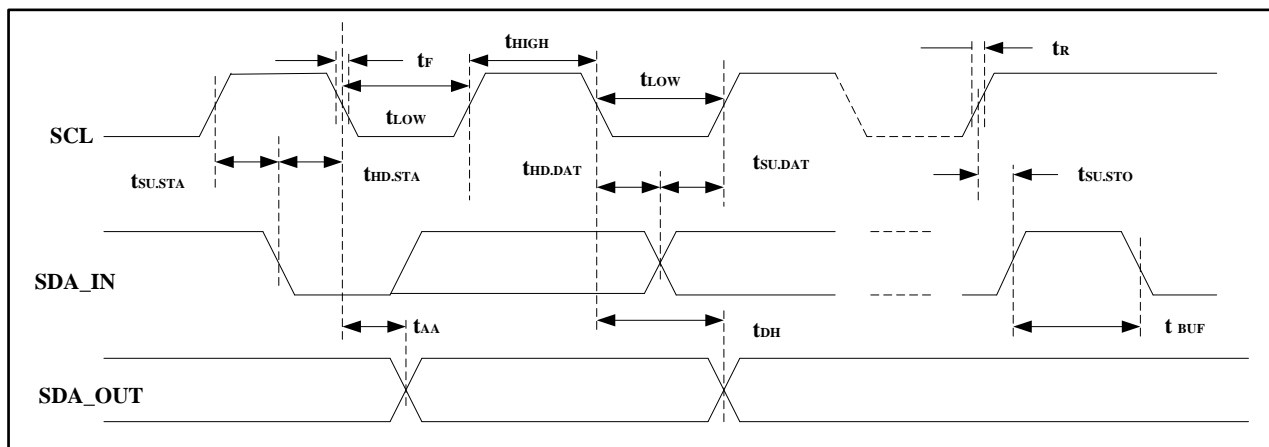 tHIGH
tR
tF
tLOW
tLOW
SCL
tSU.STA
tHD.STA
tHD.DAT
tSU.DAT
tSU.STO
SDA_IN
tAA
tDH
t BUF
SDA_OUT